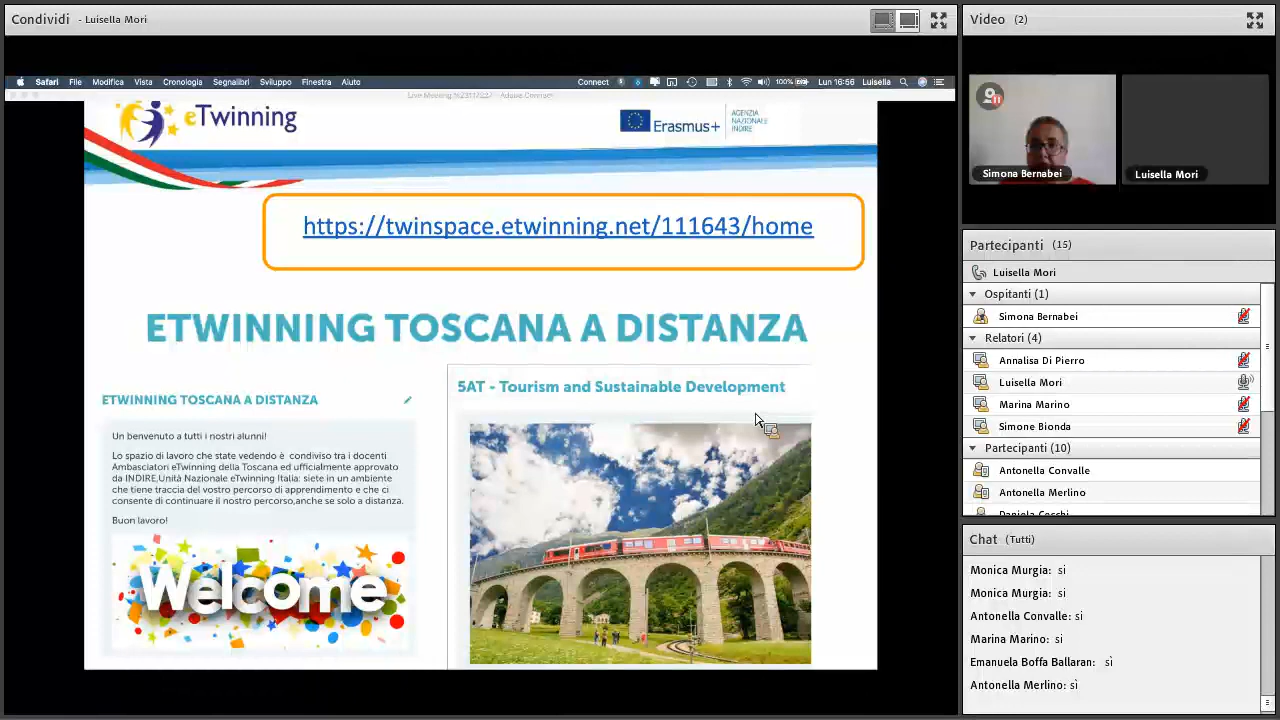 Condividi - Luisella Mori
Safari File Modifica Vista Cronologia Segnalibri Sviluppo Finestra Aiuto
Connect 100% Lun 16:56 Luisella
eTwinning
Erasmus+
AGENZIA
NAZIONALE
INDIRE
https://twinspace.etwinning.net/111643/home
ETWINNING TOSCANA A DISTANZA
ETWINNING TOSCANA A DISTANZA
Un benvenuto a tutti i nostri alunni!
Lo spazio di lavoro che state vedendo è condiviso tra i docenti
Ambasciatori eTwinning della Toscana ed ufficialmente approvato
da INDIRE,Unità Nazionale eTwinning Italia: siete in un ambiente
che tiene traccia del vostro percorso di apprendimento e che ci
consente di continuare il nostro percorso,anche se solo a distanza.
Buon lavoro!
Welcome
5AT - Tourism and Sustainable Development
Video (2)
Simona Bernabei
Luisella Mori
Partecipanti (15)
Luisella Mori
Ospitanti (1)
Simona Bernabei
Relatori (4)
Annalisa Di Pierro
Luisella Mori
Marina Marino
Simone Bionda
Partecipanti (10)
Antonella Convalle
Antonella Merlino
Chat (Tutti)
Monica Murgia: si
Monica Murgia: si
Antonella Convalle: si
Marina Marino: si
Emanuela Boffa Ballaran: sì
Antonella Merlino: sì